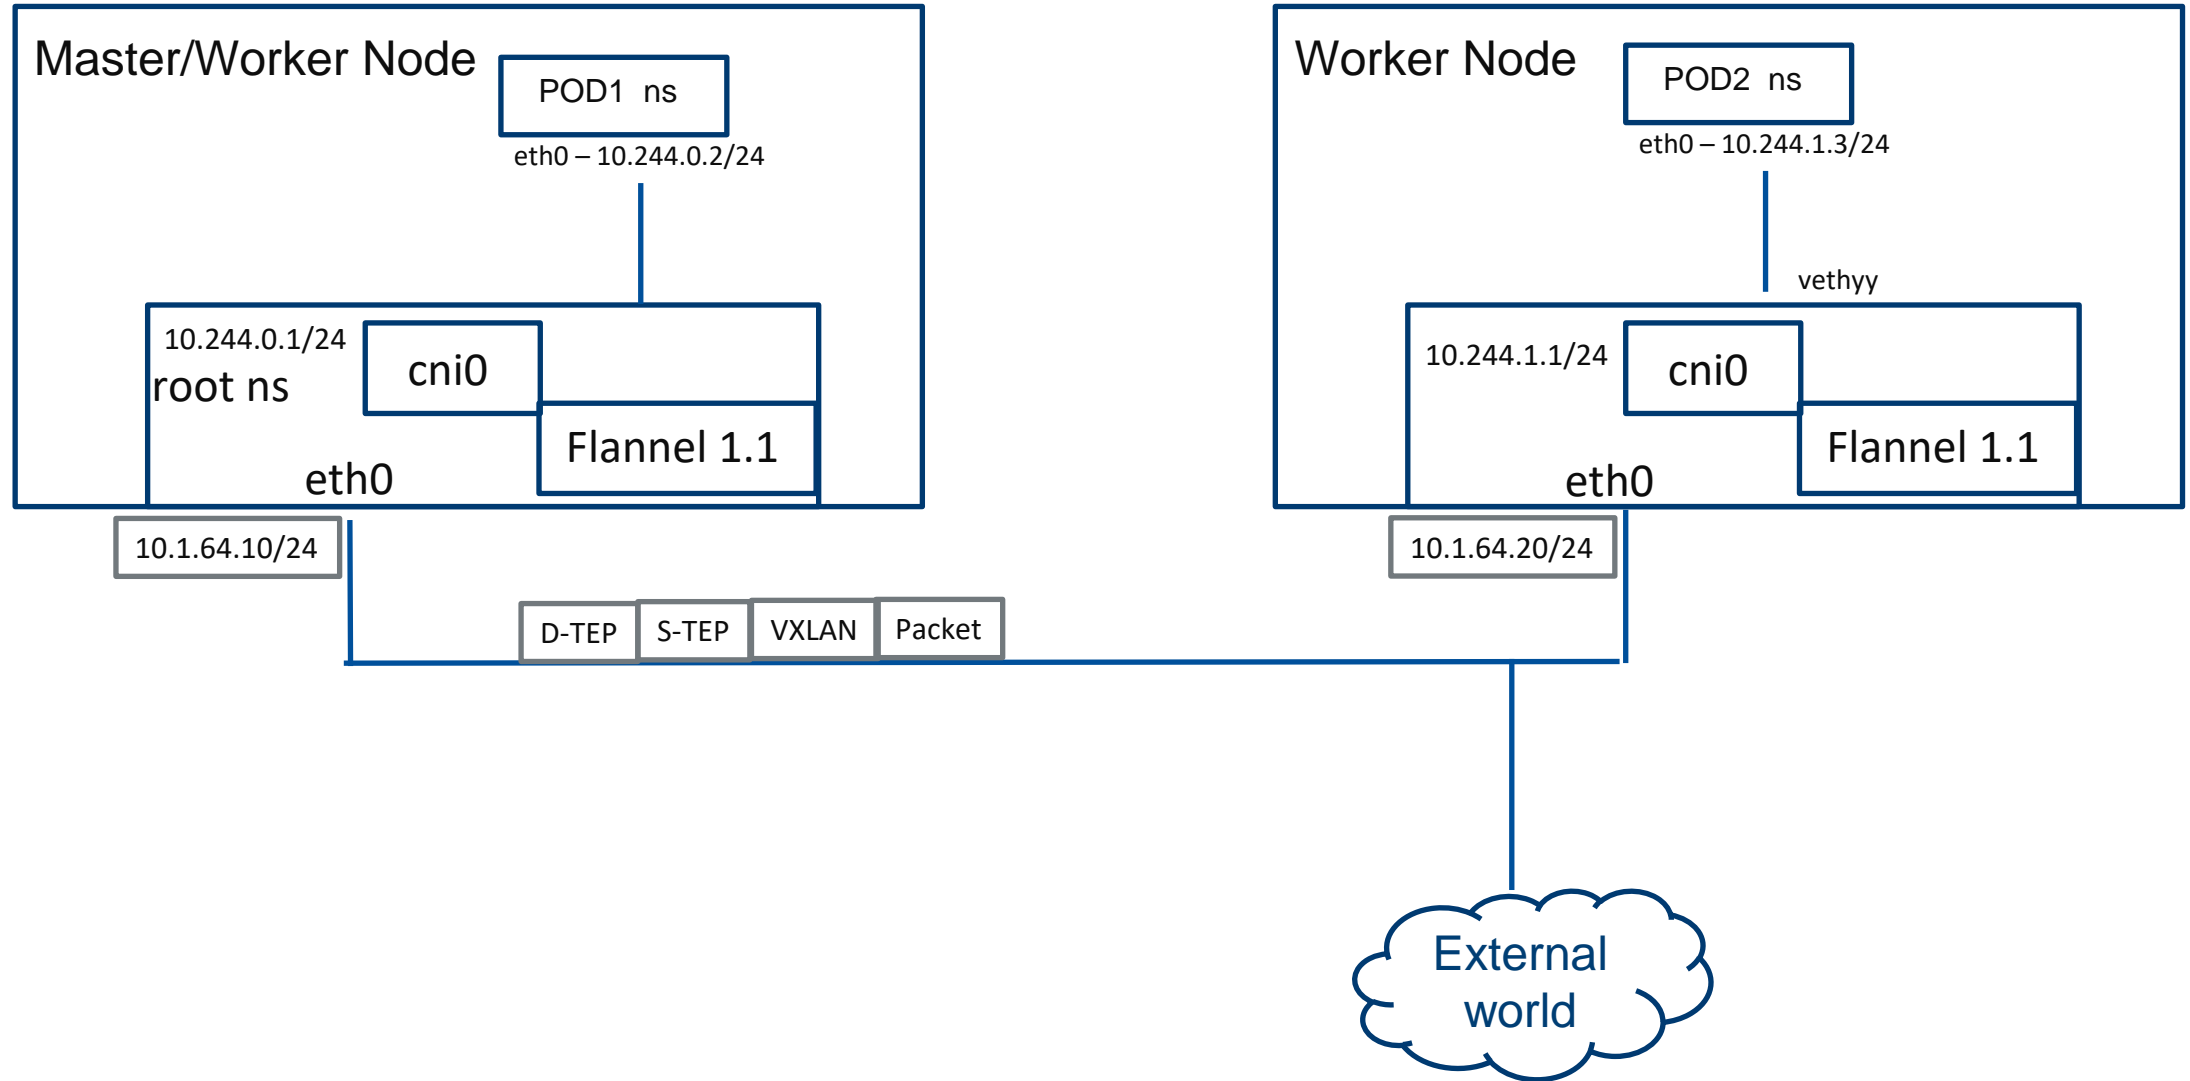 Master/Worker Node
POD1 ns
eth0 – 10.244.0.2/24
10.244.0.1/24
root ns
cni0
Flannel 1.1
eth0
10.1.64.10/24
Worker Node
POD2 ns
eth0 – 10.244.1.3/24
vethyy
10.244.1.1/24
cni0
Flannel 1.1
eth0
10.1.64.20/24
D-TEP S-TEP VXLAN Packet
External
world